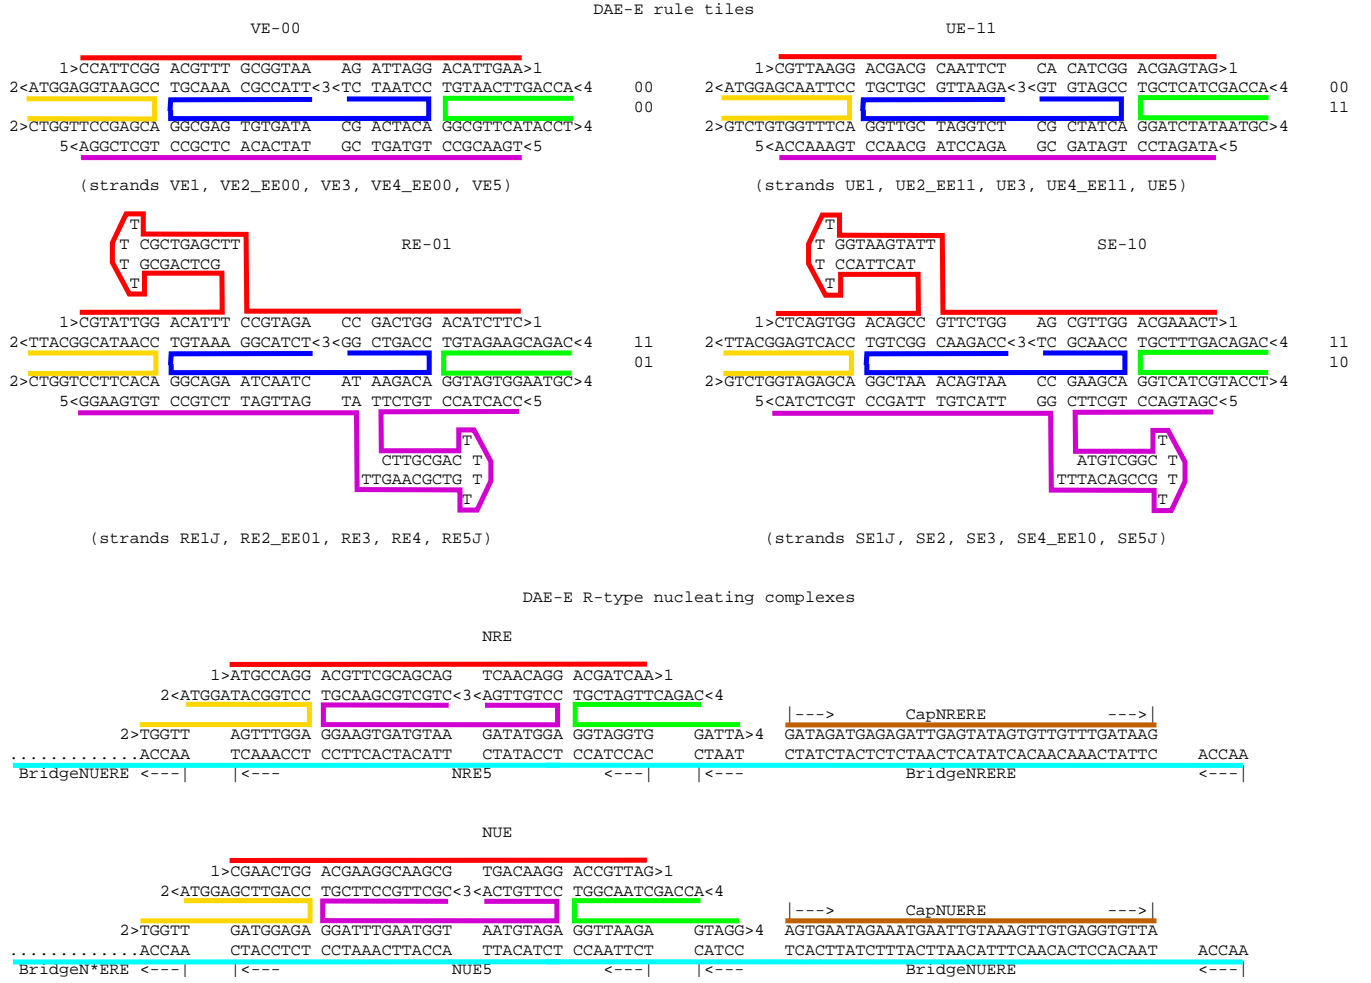 DAE-E rule tiles
VE-00 UE-11
1>CCATTCGG ACGTTT GCGGTAA AG ATTAGG ACATTGAA>1 1>CGTTAAGG ACGACG CAATTCT CA CATCGG ACGAGTAG>1
2<ATGGAGGTAAGCC TGCAAA CGCCATT<3<TC TAATCC TGTAACTTGACCA<4 00 2<ATGGAGCAATTCC TGCTGC GTTAAGA<3<GT GTAGCC TGCTCATCGACCA<4 00
00 11
2>CTGGTTCCGAGCA GGCGAG TGTGATA CG ACTACA GGCGTTCATACCT>4 2>GTCTGTGGTTTCA GGTTGC TAGGTCT CG CTATCA GGATCTATAATGC>4
5<AGGCTCGT CCGCTC ACACTAT GC TGATGT CCGCAAGT<5 5<ACCAAAGT CCAACG ATCCAGA GC GATAGT CCTAGATA<5
(strands VE1, VE2_EE00, VE3, VE4_EE00, VE5) (strands UE1, UE2_EE11, UE3, UE4_EE11, UE5)
T T
T CGCTGAGCTT RE-01 T GGTAAGTATT SE-10
T GCGACTCG T CCATTCAT
T T
1>CGTATTGG ACATTT CCGTAGA CC GACTGG ACATCTTC>1 1>CTCAGTGG ACAGCC GTTCTGG AG CGTTGG ACGAAACT>1
2<TTACGGCATAACC TGTAAA GGCATCT<3<GG CTGACC TGTAGAAGCAGAC<4 11 2<TTACGGAGTCACC TGTCGG CAAGACC<3<TC GCAACC TGCTTTGACAGAC<4 11
01 10
2>CTGGTCCTTCACA GGCAGA ATCAATC AT AAGACA GGTAGTGGAATGC>4 2>GTCTGGTAGAGCA GGCTAA ACAGTAA CC GAAGCA GGTCATCGTACCT>4
5<GGAAGTGT CCGTCT TAGTTAG TA TTCTGT CCATCACC<5 5<CATCTCGT CCGATT TGTCATT GG CTTCGT CCAGTAGC<5
T T
CTTGCGAC T ATGTCGGC T
TTGAACGCTG T TTTACAGCCG T
T T
(strands RE1J, RE2_EE01, RE3, RE4, RE5J) (strands SE1J, SE2, SE3, SE4_EE10, SE5J)
DAE-E R-type nucleating complexes
NRE
1>ATGCCAGG ACGTTCGCAGCAG TCAACAGG ACGATCAA>1
2<ATGGATACGGTCC TGCAAGCGTCGTC<3<AGTTGTCC TGCTAGTTCAGAC<4
|---> CapNRERE --->|
2>TGGTT AGTTTGGA GGAAGTGATGTAA GATATGGA GGTAGGTG GATTA>4 GATAGATGAGAGATTGAGTATAGTGTTGTTTGATAAG
.............ACCAA TCAAACCT CCTTCACTACATT CTATACCT CCATCCAC CTAAT CTATCTACTCTCTAACTCATATCACAACAAACTATTC ACCAA
BridgeNUERE <---| |<--- NRE5 <---| |<--- BridgeNRERE <---|
NUE
1>CGAACTGG ACGAAGGCAAGCG TGACAAGG ACCGTTAG>1
2<ATGGAGCTTGACC TGCTTCCGTTCGC<3<ACTGTTCC TGGCAATCGACCA<4
|---> CapNUERE --->|
2>TGGTT GATGGAGA GGATTTGAATGGT AATGTAGA GGTTAAGA GTAGG>4 AGTGAATAGAAATGAATTGTAAAGTTGTGAGGTGTTA
.............ACCAA CTACCTCT CCTAAACTTACCA TTACATCT CCAATTCT CATCC TCACTTATCTTTACTTAACATTTCAACACTCCACAAT ACCAA
BridgeN*ERE <---| |<--- NUE5 <---| |<--- BridgeNUERE <---|